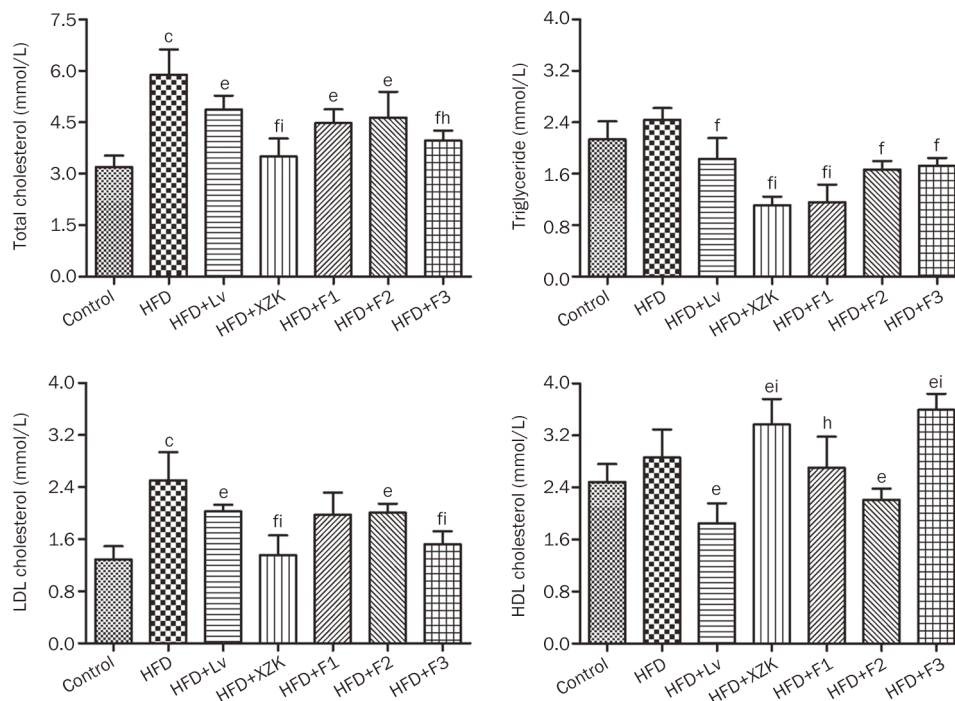 Total cholesterol (mmol/L)
7.5
6.0
4.5
3.0
1.5
0.0
c
e
fi
e
e
fh
Control
HFD
HFD+Lv
HFD+XZK
HFD+F1
HFD+F2
HFD+F3
Triglyceride (mmol/L)
4.0
3.2
2.4
1.6
0.8
0.0
f
fi
fi
f
f
Control
HFD
HFD+Lv
HFD+XZK
HFD+F1
HFD+F2
HFD+F3
LDL cholesterol (mmol/L)
4.0
3.2
2.4
1.6
0.8
0.0
c
e
fi
e
fi
Control
HFD
HFD+Lv
HFD+XZK
HFD+F1
HFD+F2
HFD+F3
HDL cholesterol (mmol/L)
4.0
3.2
2.4
1.6
0.8
0.0
e
ei
h
e
ei
Control
HFD
HFD+Lv
HFD+XZK
HFD+F1
HFD+F2
HFD+F3